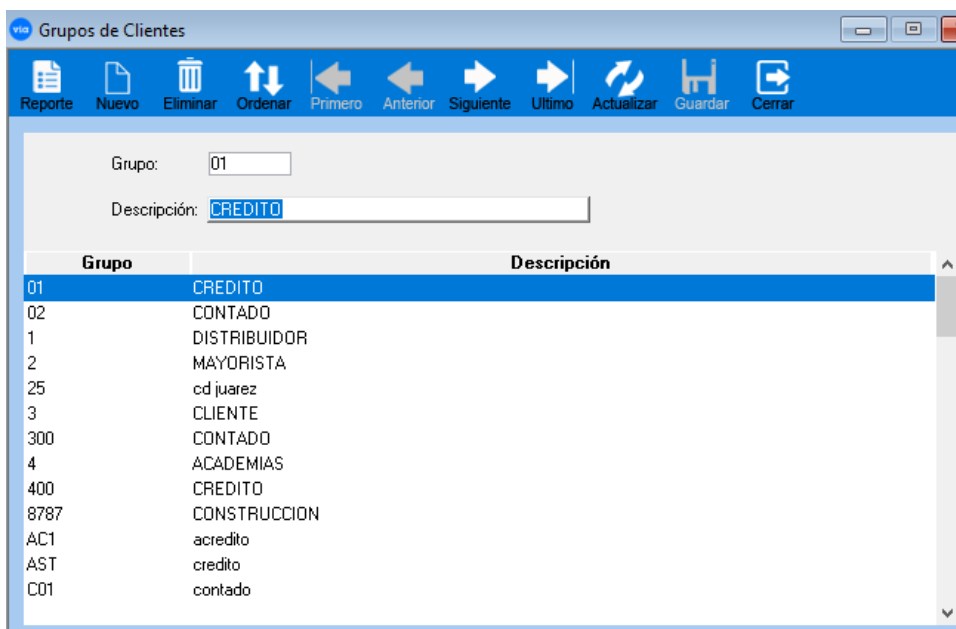 via Grupos de Clientes
Reporte Nuevo Eliminar Ordenar Primero Anterior Siguiente Ultimo Actualizar Guardar Cerrar
Grupo: 01
Descripción: CREDITO
Grupo Descripción
01 CREDITO
02 CONTADO
1 DISTRIBUIDOR
2 MAYORISTA
25 cd juarez
3 CLIENTE
300 CONTADO
4 ACADEMIAS
400 CREDITO
8787 CONSTRUCCION
AC1 acredito
AST credito
C01 contado